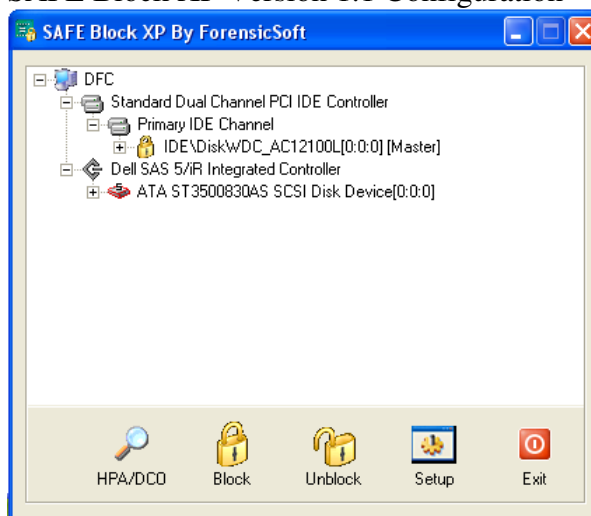 SAFE Block XP By ForensicSoft
DFC
Standard Dual Channel PCI IDE Controller
Primary IDE Channel
IDE\DiskWDC_AC12100L[0:0:0] [Master]
Dell SAS 5/iR Integrated Controller
ATA ST3500830AS SCSI Disk Device[0:0:0]
HPA/DCO Block Unblock Setup Exit